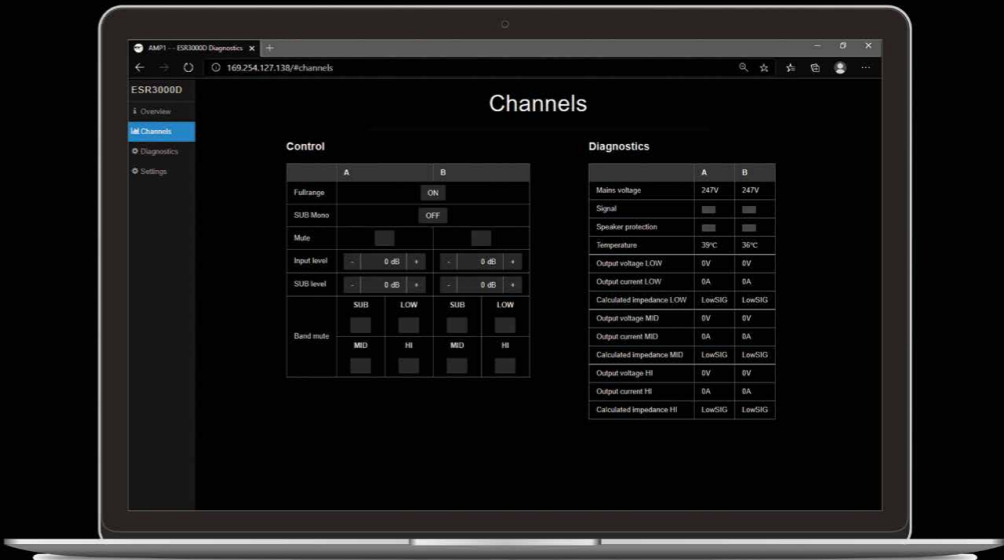 AMP1 - - ESR3000D Diagnostics
169.254.127.138/#channels
ESR3000D
Overview
Channels
Diagnostics
Settings
Channels
Control
A B
Fullrange ON
SUB Mono OFF
Mute
Input level - 0 dB + - 0 dB +
SUB level - 0 dB + - 0 dB +
SUB LOW SUB LOW
Band mute
MID HI MID HI
Diagnostics
A B
Mains voltage 247V 247V
Signal
Speaker protection
Temperature 39°C 36°C
Output voltage LOW 0V 0V
Output current LOW 0A 0A
Calculated impedance LOW LowSIG LowSIG
Output voltage MID 0V 0V
Output current MID 0A 0A
Calculated impedance MID LowSIG LowSIG
Output voltage HI 0V 0V
Output current HI 0A 0A
Calculated impedance HI LowSIG LowSIG